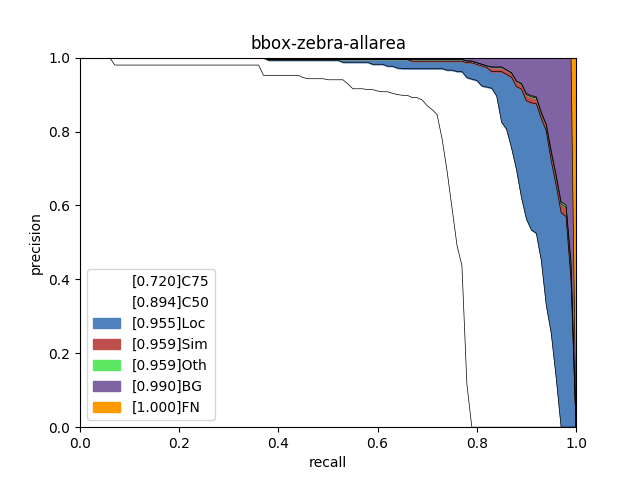 bbox-zebra-allarea
1.0
0.8
0.6
0.4
0.2
0.0
precision
[0.720]C75
[0.894]C50
[0.955]Loc
[0.959]Sim
[0.959]Oth
[0.990]BG
[1.000]FN
0.0 0.2 0.4 0.6 0.8 1.0
recall